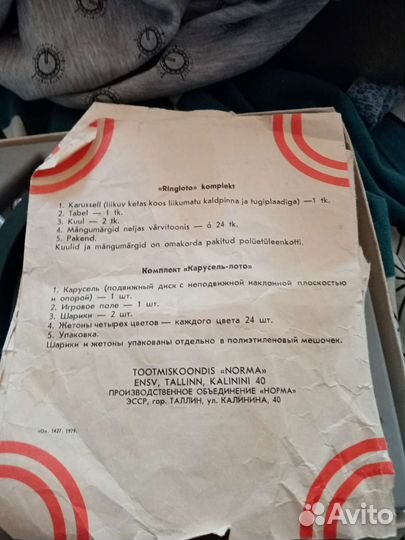 «Ringloto» komplekt
1. Karussell (liikuv ketas koos liikumatu kaldpinna ja tugiplaadiga) —1 tk.
2. Tabel — 1 tk.
3. Kuul — 2 tk.
4. Mängumärgid neljas värvitoonis — á 24 tk.
5. Pakend.
Kuulid ja mängumärgid on omakorda pakitud polüetüleenkotti.
Комплект «Карусель-лото»
1. Карусель (подвижный диск с неподвижной наклонной плоскостью
и опорой) — 1 шт.
2. Игровое поле — 1 шт.
3. Шарики — 2 шт.
4. Жетоны четырех цветов — каждого цвета 24 шт.
5. Упаковка.
Шарики и жетоны упакованы отдельно в полиэтиленовый мешочек.
TOOTMISKOONDIS «NORMA»
ENSV, TALLINN, KALININI 40
ПРОИЗВОДСТВЕННОЕ ОБЪЕДИНЕНИЕ «НОРМА»
ЭССР, гор. ТАЛЛИН, ул. КАЛИНИНА, 40
«О». 1427. 1979.
Avito